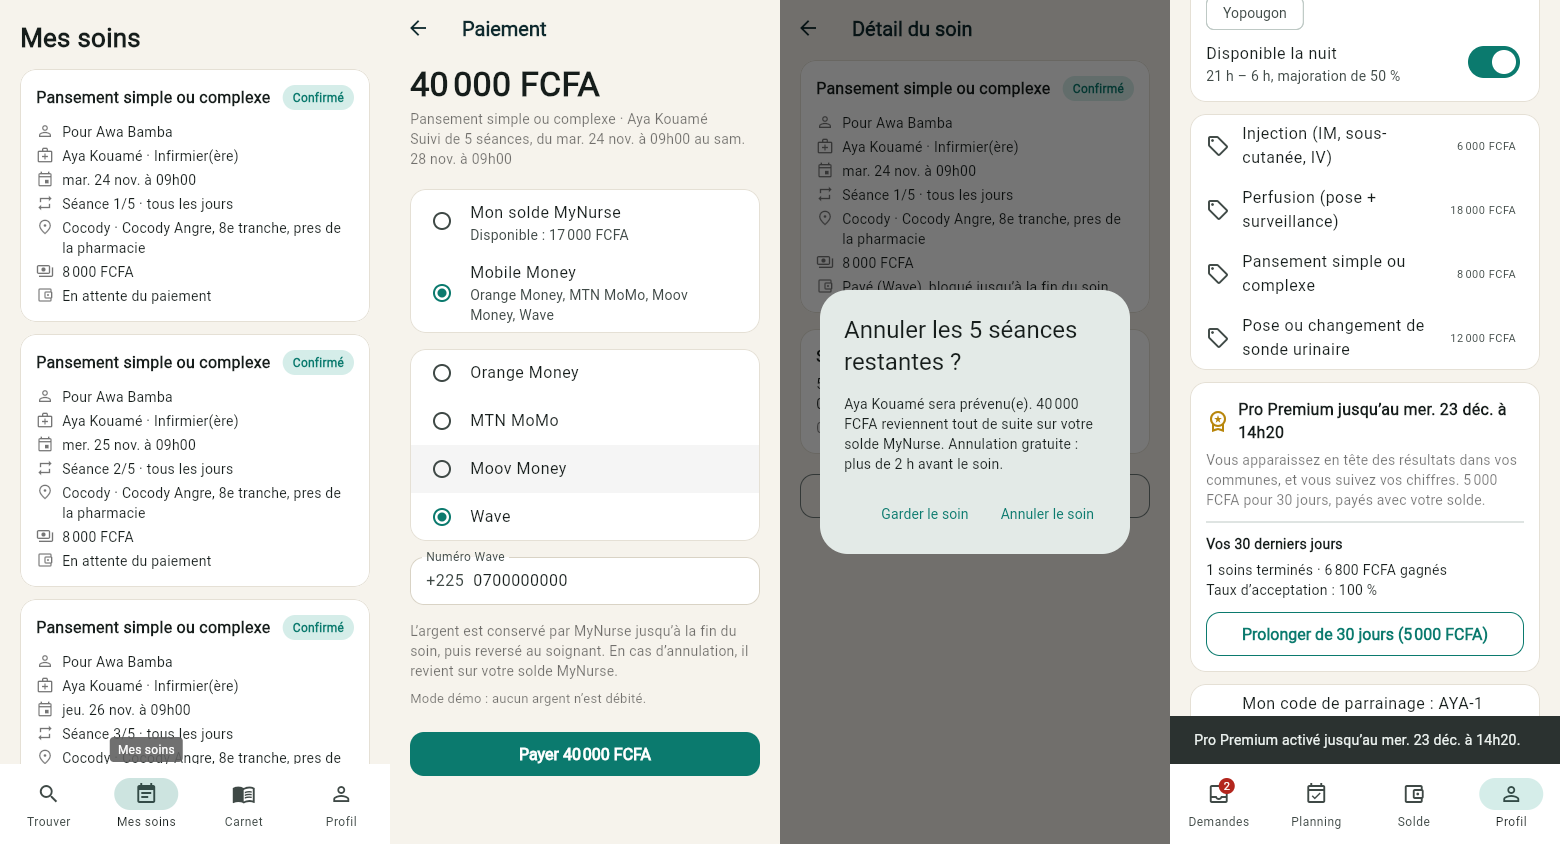 Mes soins
Pansement simple ou complexe
Confirmé
Pour Awa Bamba
Aya Kouamé · Infirmier(ère)
mar. 24 nov. à 09h00
Séance 1/5 · tous les jours
Cocody · Cocody Angre, 8e tranche, pres de
la pharmacie
8 000 FCFA
En attente du paiement
Pansement simple ou complexe
Confirmé
Pour Awa Bamba
Aya Kouamé · Infirmier(ère)
mer. 25 nov. à 09h00
Séance 2/5 · tous les jours
Cocody · Cocody Angre, 8e tranche, pres de
la pharmacie
8 000 FCFA
En attente du paiement
Pansement simple ou complexe
Confirmé
Pour Awa Bamba
Aya Kouamé · Infirmier(ère)
jeu. 26 nov. à 09h00
Séance 3/5 · tous les jours
Mes soins
Cocody · Cocody Angre, 8e tranche, pres de
Trouver
Mes soins
Carnet
Profil
Paiement
40 000 FCFA
Pansement simple ou complexe · Aya Kouamé
Suivi de 5 séances, du mar. 24 nov. à 09h00 au sam.
28 nov. à 09h00
Mon solde MyNurse
Disponible : 17 000 FCFA
Mobile Money
Orange Money, MTN MoMo, Moov
Money, Wave
Orange Money
MTN MoMo
Moov Money
Wave
Numéro Wave
+225 0700000000
L’argent est conservé par MyNurse jusqu’à la fin du
soin, puis reversé au soignant. En cas d’annulation, il
revient sur votre solde MyNurse.
Mode démo : aucun argent n’est débité.
Payer 40 000 FCFA
Détail du soin
Pansement simple ou complexe
Confirmé
Pour Awa Bamba
Aya Kouamé · Infirmier(ère)
mar. 24 nov. à 09h00
Séance 1/5 · tous les jours
Cocody · Cocody Angre, 8e tranche, pres de
la pharmacie
8 000 FCFA
Payé (Wave), bloqué jusqu’à la fin du soin
Annuler les 5 séances
restantes ?
Aya Kouamé sera prévenu(e). 40 000
FCFA reviennent tout de suite sur votre
solde MyNurse. Annulation gratuite :
plus de 2 h avant le soin.
Garder le soin
Annuler le soin
Yopougon
Disponible la nuit
21 h – 6 h, majoration de 50 %
Injection (IM, sous-
cutanée, IV)
6 000 FCFA
Perfusion (pose +
surveillance)
18 000 FCFA
Pansement simple ou
complexe
8 000 FCFA
Pose ou changement de
sonde urinaire
12 000 FCFA
Pro Premium jusqu’au mer. 23 déc. à
14h20
Vous apparaissez en tête des résultats dans vos
communes, et vous suivez vos chiffres. 5 000
FCFA pour 30 jours, payés avec votre solde.
Vos 30 derniers jours
1 soins terminés · 6 800 FCFA gagnés
Taux d’acceptation : 100 %
Prolonger de 30 jours (5 000 FCFA)
Mon code de parrainage : AYA-1
Pro Premium activé jusqu’au mer. 23 déc. à 14h20.
2
Demandes
Planning
Solde
Profil